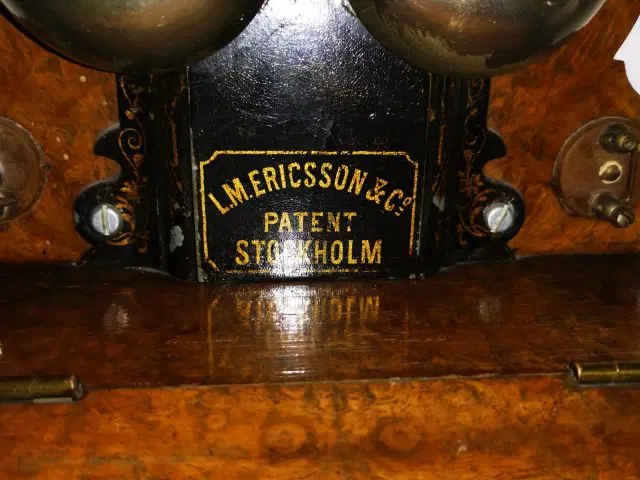 L.M.ERICSSON & Co.
PATENT
STOCKHOLM